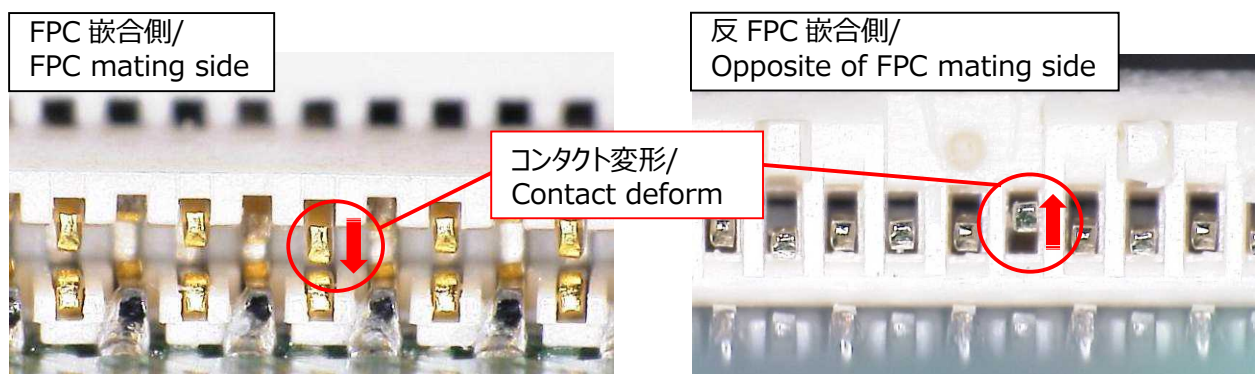 FPC 嵌合側/
FPC mating side
反 FPC 嵌合側/
Opposite of FPC mating side
コンタクト変形/
Contact deform